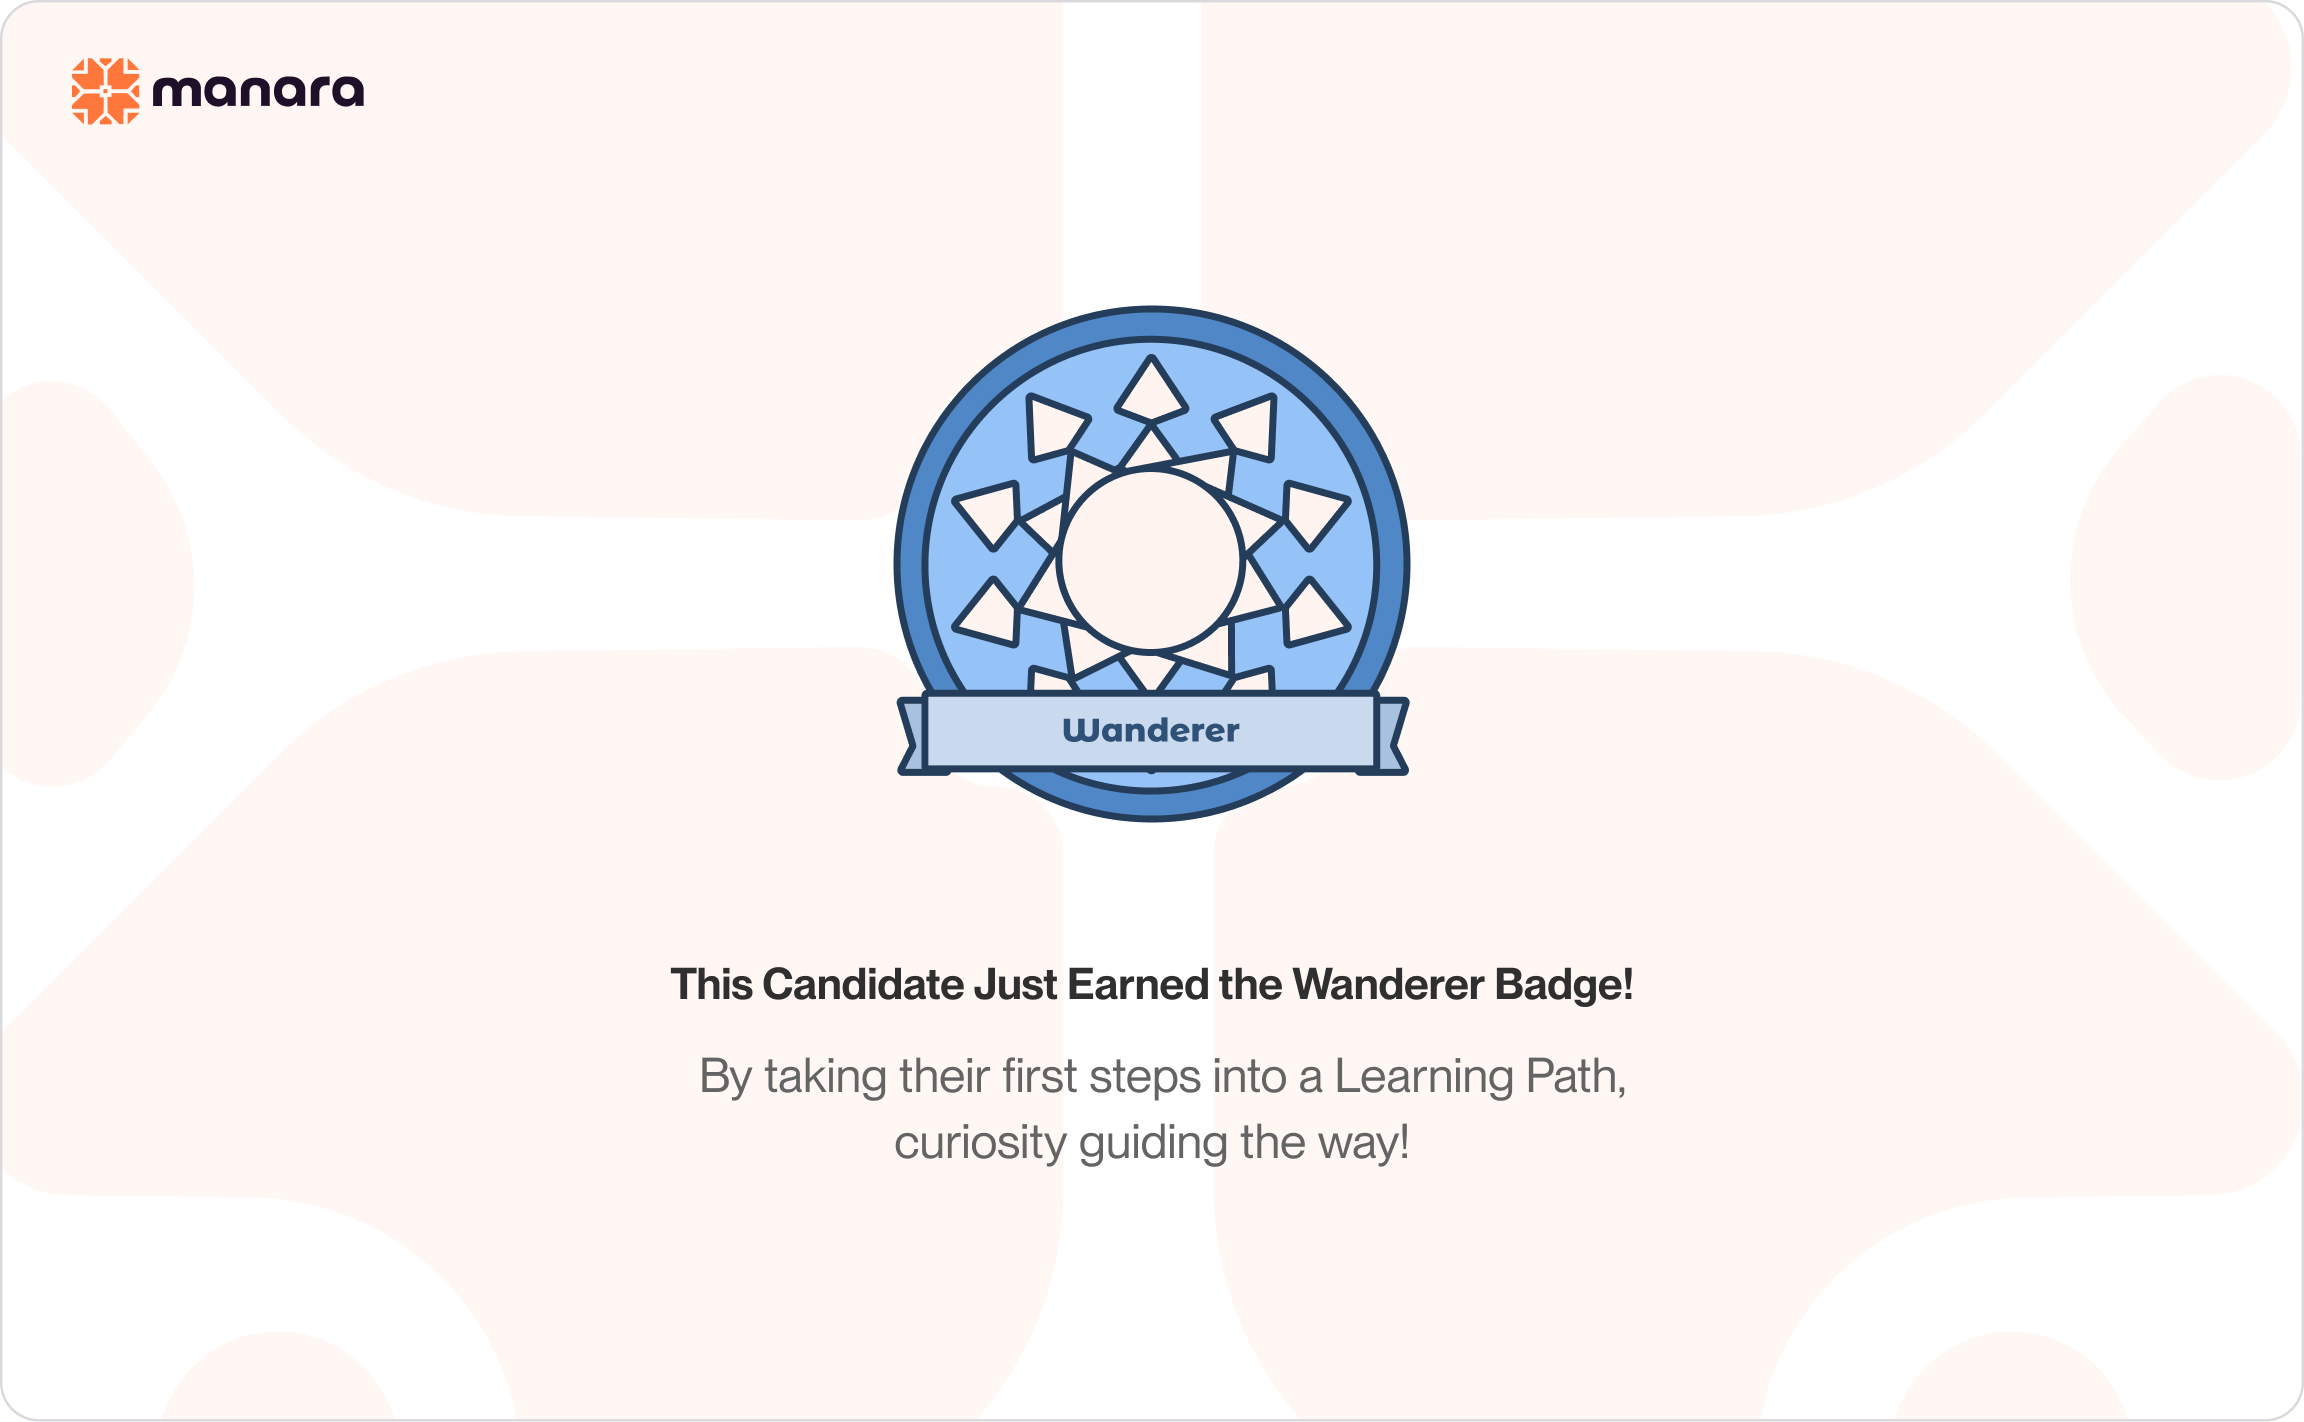 manara
Wanderer
This Candidate Just Earned the Wanderer Badge!
By taking their first steps into a Learning Path,
curiosity guiding the way!